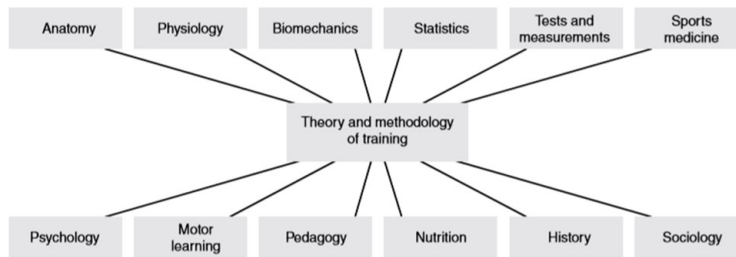 Anatomy
Physiology
Biomechanics
Statistics
Tests and
measurements
Sports
medicine
Theory and methodology
of training
Psychology
Motor
learning
Pedagogy
Nutrition
History
Sociology